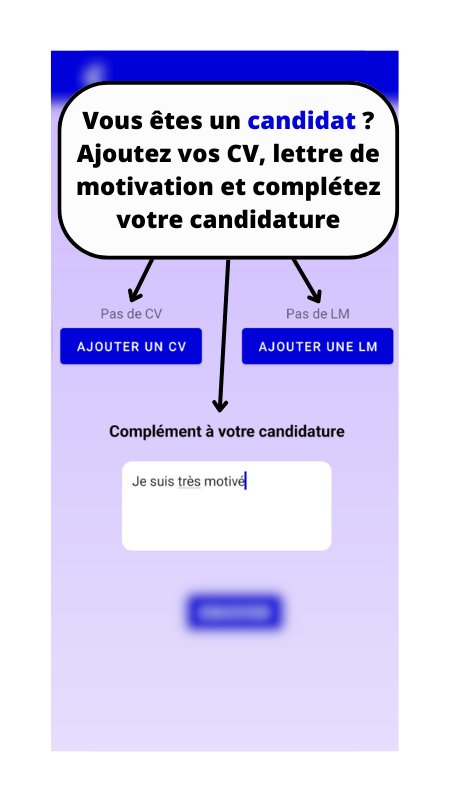 Vous êtes un candidat ?
Ajoutez vos CV, lettre de
motivation et complétez
votre candidature
Pas de CV
Pas de LM
AJOUTER UN CV
AJOUTER UNE LM
Complément à votre candidature
Je suis très motivé